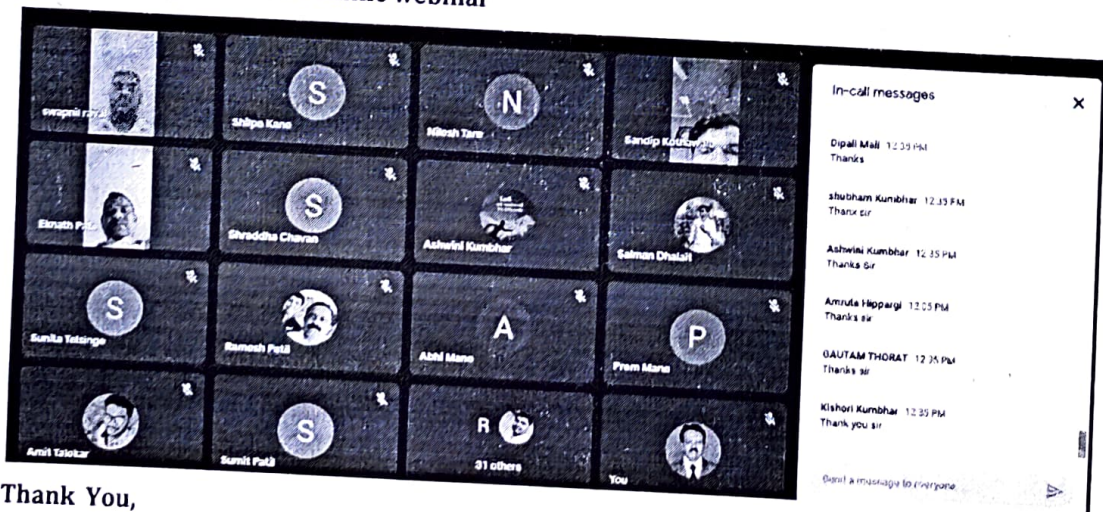 webinar
swapnil
Shilpa Kane
Nilesh Tare
Sandip
Eknath
Shraddha Chavan
Ashwini Kumbhar
Salman Dhalait
Sunita Tatsinge
Ramesh Patil
Abhi Mane
Prem Mane
Amit Talekar
Sumit Patil
31 others
You
S
N
S
S
A
P
S
R
In-call messages
Dipali Mali 12:35 PM
Thanks
shubham Kumbhar 12:35 PM
Thanx sir
Ashwini Kumbhar 12:35 PM
Thanks Sir
Amruta Hippargi 12:35 PM
Thanks sir
GAUTAM THORAT 12:35 PM
Thanks sir
Kishori Kumbhar 12:35 PM
Thank you sir
Send a message to everyone
Thank You,